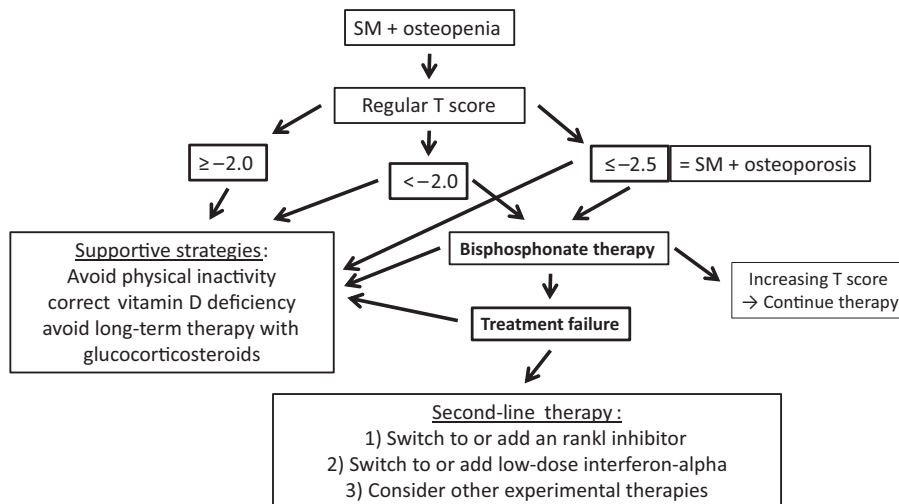 SM + osteopenia
Regular T score
≥ −2.0
< −2.0
≤ −2.5
= SM + osteoporosis
Supportive strategies:
Avoid physical inactivity
correct vitamin D deficiency
avoid long-term therapy with
glucocorticosteroids
Bisphosphonate therapy
Increasing T score
→ Continue therapy
Treatment failure
Second-line therapy:
1) Switch to or add an rankl inhibitor
2) Switch to or add low-dose interferon-alpha
3) Consider other experimental therapies